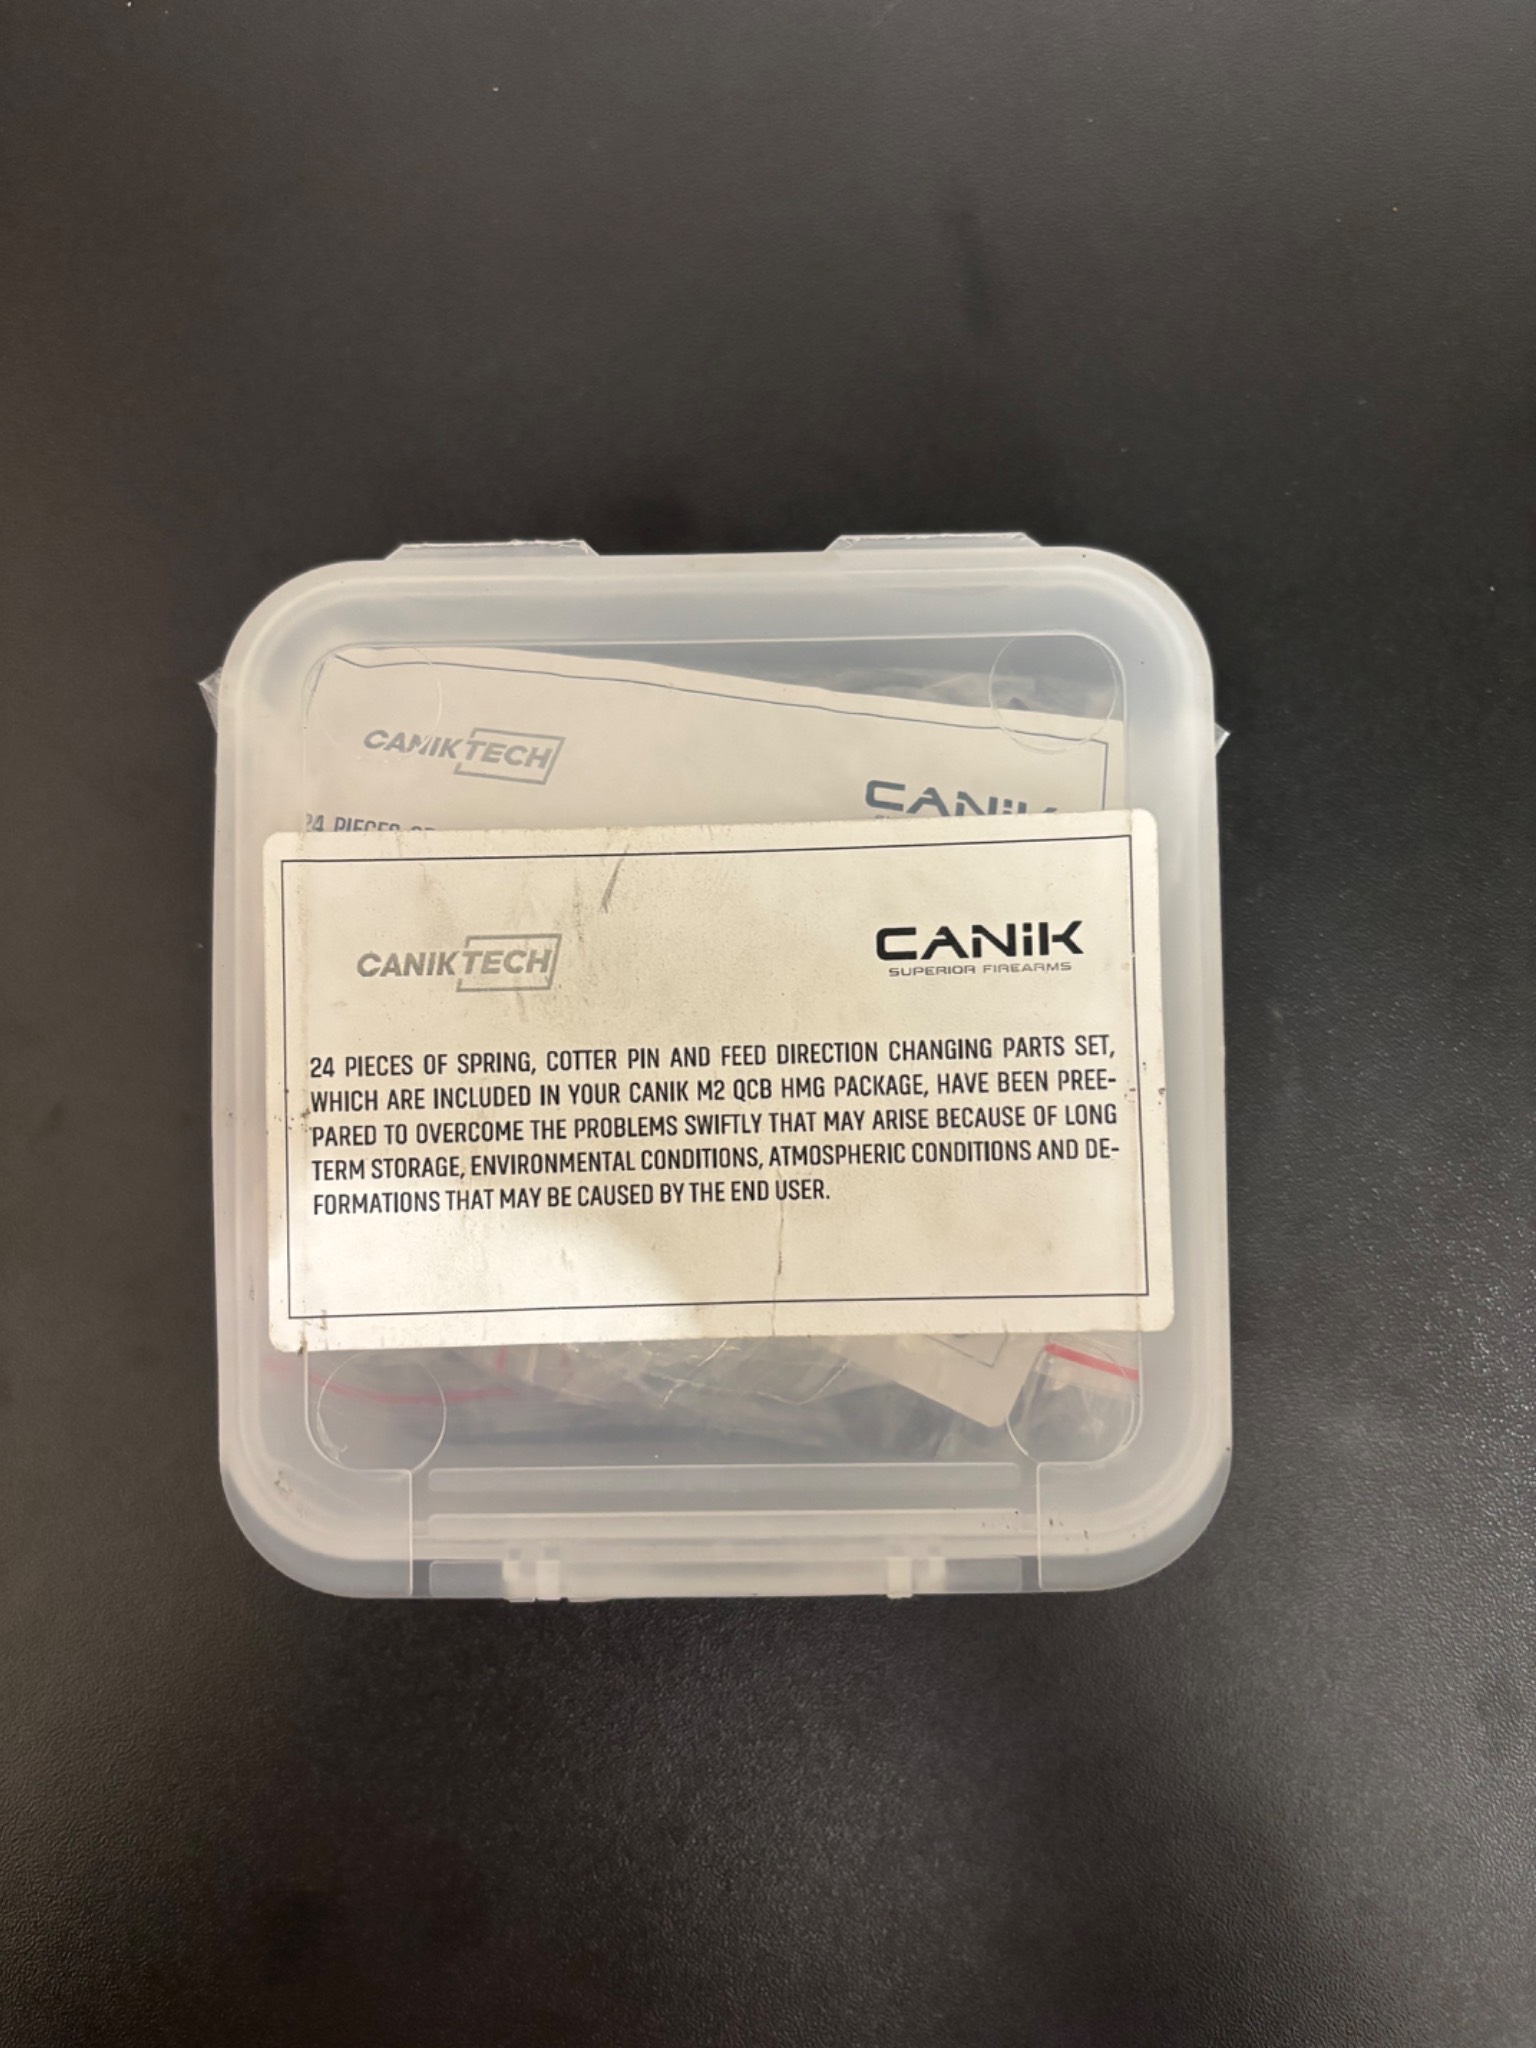 CANIKTECH
CANiK
24 PIECES
CANIKTECH
CANiK
SUPERIOR FIREARMS
24 PIECES OF SPRING, COTTER PIN AND FEED DIRECTION CHANGING PARTS SET,
WHICH ARE INCLUDED IN YOUR CANIK M2 QCB HMG PACKAGE, HAVE BEEN PREE-
PARED TO OVERCOME THE PROBLEMS SWIFTLY THAT MAY ARISE BECAUSE OF LONG
TERM STORAGE, ENVIRONMENTAL CONDITIONS, ATMOSPHERIC CONDITIONS AND DE-
FORMATIONS THAT MAY BE CAUSED BY THE END USER.